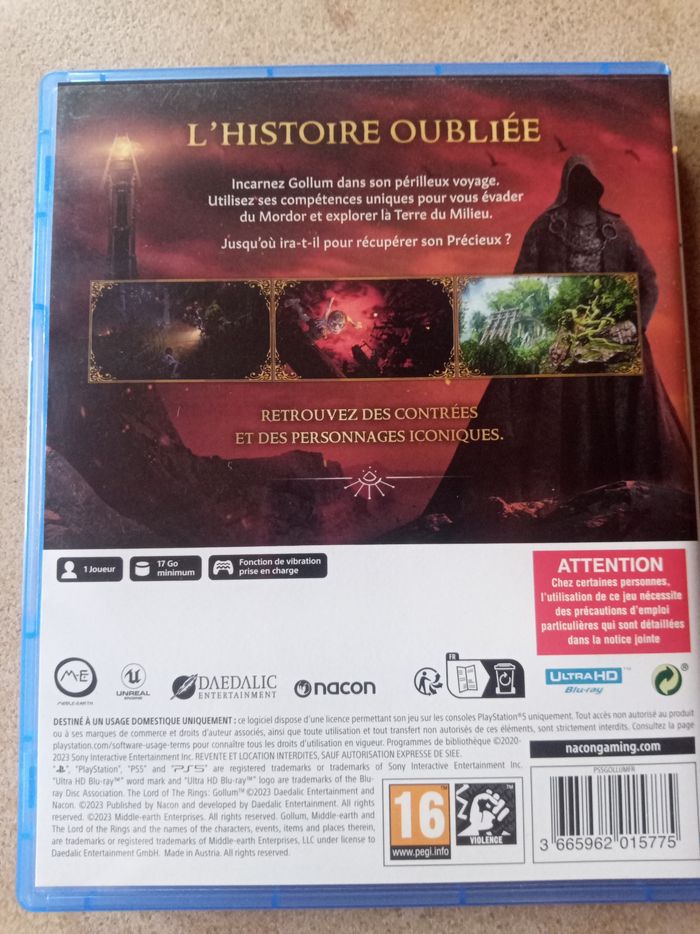 L'HISTOIRE OUBLIÉE
Incarnez Gollum dans son périlleux voyage.
Utilisez ses compétences uniques pour vous évader
du Mordor et explorer la Terre du Milieu.
Jusqu'où ira-t-il pour récupérer son Précieux ?
RETROUVEZ DES CONTRÉES
ET DES PERSONNAGES ICONIQUES.
1 Joueur
17 Go
minimum
Fonction de vibration
prise en charge
ATTENTION
Chez certaines personnes,
l'utilisation de ce jeu nécessite
des précautions d'emploi
particulières qui sont détaillées
dans la notice jointe
M-E
MIDDLE-EARTH
UNREAL
ENGINE
DAEDALIC
ENTERTAINMENT
nacon
FR
ULTRA HD
Blu-ray™
DESTINÉ À UN USAGE DOMESTIQUE UNIQUEMENT : ce logiciel dispose d'une licence permettant son jeu sur les consoles PlayStation®5 uniquement. Tout accès non autorisé au produit
ou à ses marques de commerce et droits d'auteur associés, ainsi que toute utilisation et tout transfert non autorisés de ces éléments, sont strictement interdits. Consultez la page
playstation.com/software-usage-terms pour connaître tous les droits d'utilisation en vigueur. Programmes de bibliothèque ©2020-
2023 Sony Interactive Entertainment Inc. REVENTE ET LOCATION INTERDITES, SAUF AUTORISATION EXPRESSE DE SIEE.
"PlayStation", "PS5" and "PS5" are registered trademarks or trademarks of Sony Interactive Entertainment Inc.
"Ultra HD Blu-ray™" word mark and "Ultra HD Blu-ray™" logo are trademarks of the Blu-
ray Disc Association. The Lord of The Rings: Gollum™ ©2023 Daedalic Entertainment and
Nacon. ©2023 Published by Nacon and developed by Daedalic Entertainment. All rights
reserved. ©2023 Middle-earth Enterprises. All rights reserved. Gollum, Middle-earth and
The Lord of the Rings and the names of the characters, events, items and places therein,
are trademarks or registered trademarks of Middle-earth Enterprises, LLC under license to
Daedalic Entertainment GmbH. Made in Austria. All rights reserved.
nacongaming.com
PS5GOLLUMFR
16
www.pegi.info
VIOLENCE
3 665962 015775